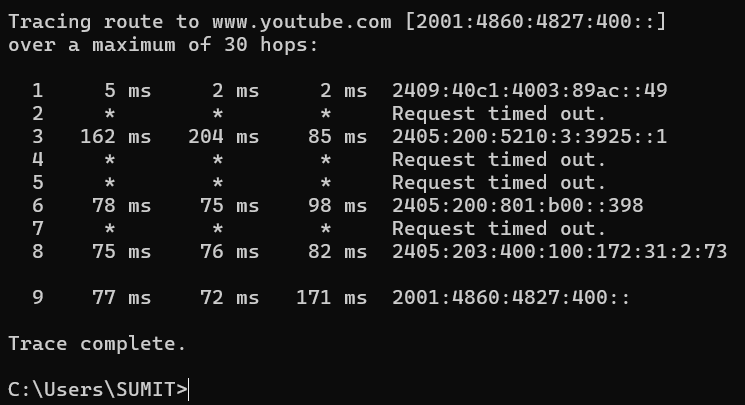 Tracing route to www.youtube.com [2001:4860:4827:400::]
over a maximum of 30 hops:
1 5 ms 2 ms 2 ms 2409:40c1:4003:89ac::49
2 * * * Request timed out.
3 162 ms 204 ms 85 ms 2405:200:5210:3:3925::1
4 * * * Request timed out.
5 * * * Request timed out.
6 78 ms 75 ms 98 ms 2405:200:801:b00::398
7 * * * Request timed out.
8 75 ms 76 ms 82 ms 2405:203:400:100:172:31:2:73
9 77 ms 72 ms 171 ms 2001:4860:4827:400::
Trace complete.
C:\Users\SUMIT>